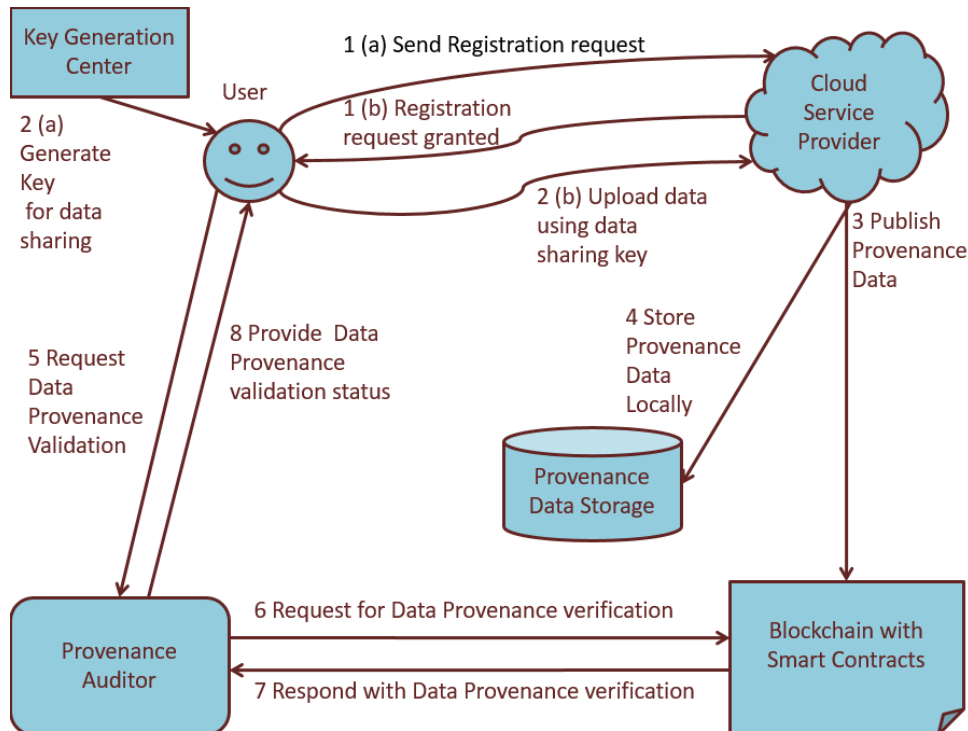 Key Generation
Center
1 (a) Send Registration request
Cloud
Service
Provider
User
1 (b) Registration
request granted
2 (a)
Generate
Key
for data
sharing
2 (b) Upload data
using data
sharing key
3 Publish
Provenance
Data
4 Store
Provenance
Data
Locally
5 Request
Data
Provenance
Validation
8 Provide Data
Provenance
validation status
Provenance
Data Storage
6 Request for Data Provenance verification
Provenance
Auditor
Blockchain with
Smart Contracts
7 Respond with Data Provenance verification